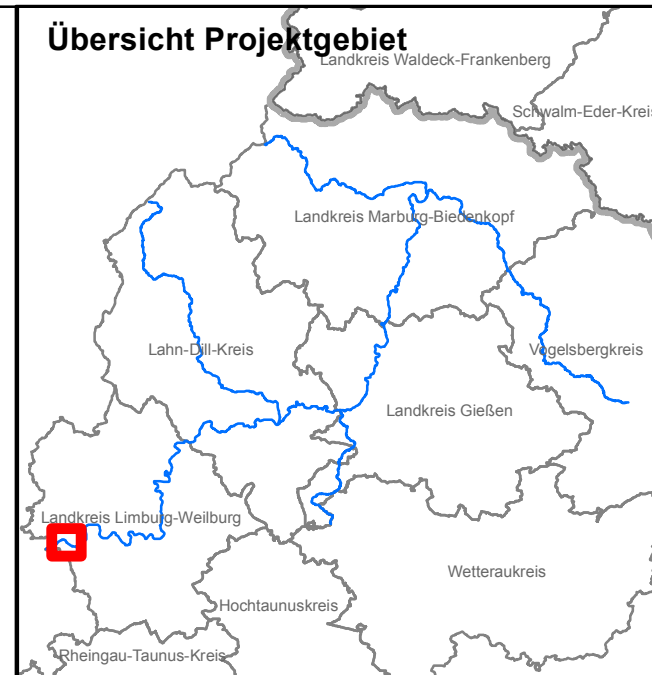 Übersicht Projektgebiet
Landkreis Waldeck-Frankenberg
Schwalm-Eder-Kreis
Landkreis Marburg-Biedenkopf
Lahn-Dill-Kreis
Vogelsbergkreis
Landkreis Gießen
Landkreis Limburg-Weilburg
Wetteraukreis
Hochtaunuskreis
Rheingau-Taunus-Kreis